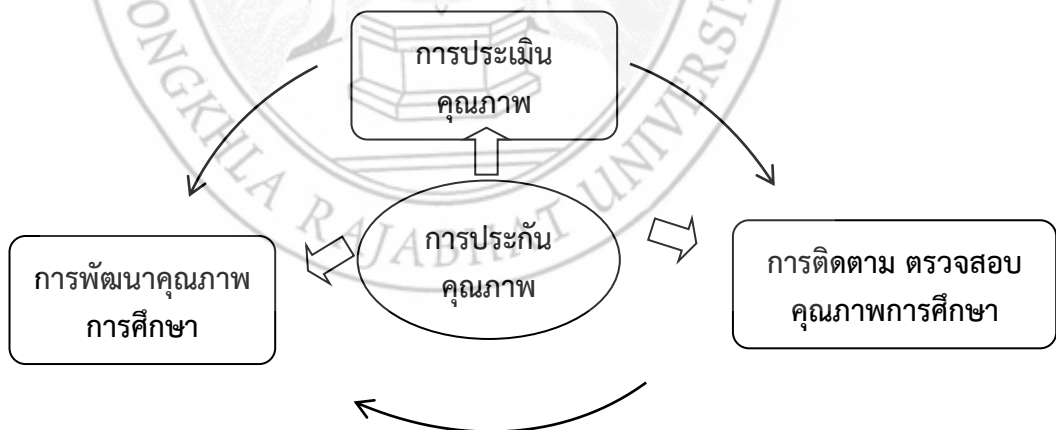 การประเมิน
คุณภาพ
การประกัน
คุณภาพ
การพัฒนาคุณภาพ
การศึกษา
การติดตาม ตรวจสอบ
คุณภาพการศึกษา
ONGKHLA RAJABHAT UNIVERSIT